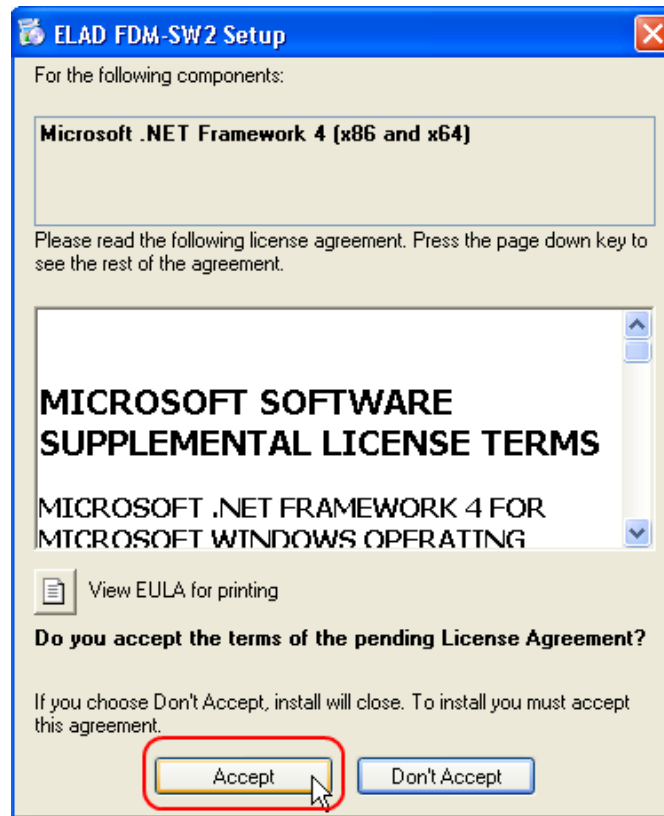 ELAD FDM-SW2 Setup
For the following components:
Microsoft .NET Framework 4 (x86 and x64)
Please read the following license agreement. Press the page down key to
see the rest of the agreement.
MICROSOFT SOFTWARE
SUPPLEMENTAL LICENSE TERMS
MICROSOFT .NET FRAMEWORK 4 FOR
MICROSOFT WINDOWS OPERATING
View EULA for printing
Do you accept the terms of the pending License Agreement?
If you choose Don't Accept, install will close. To install you must accept
this agreement.
Accept Don't Accept